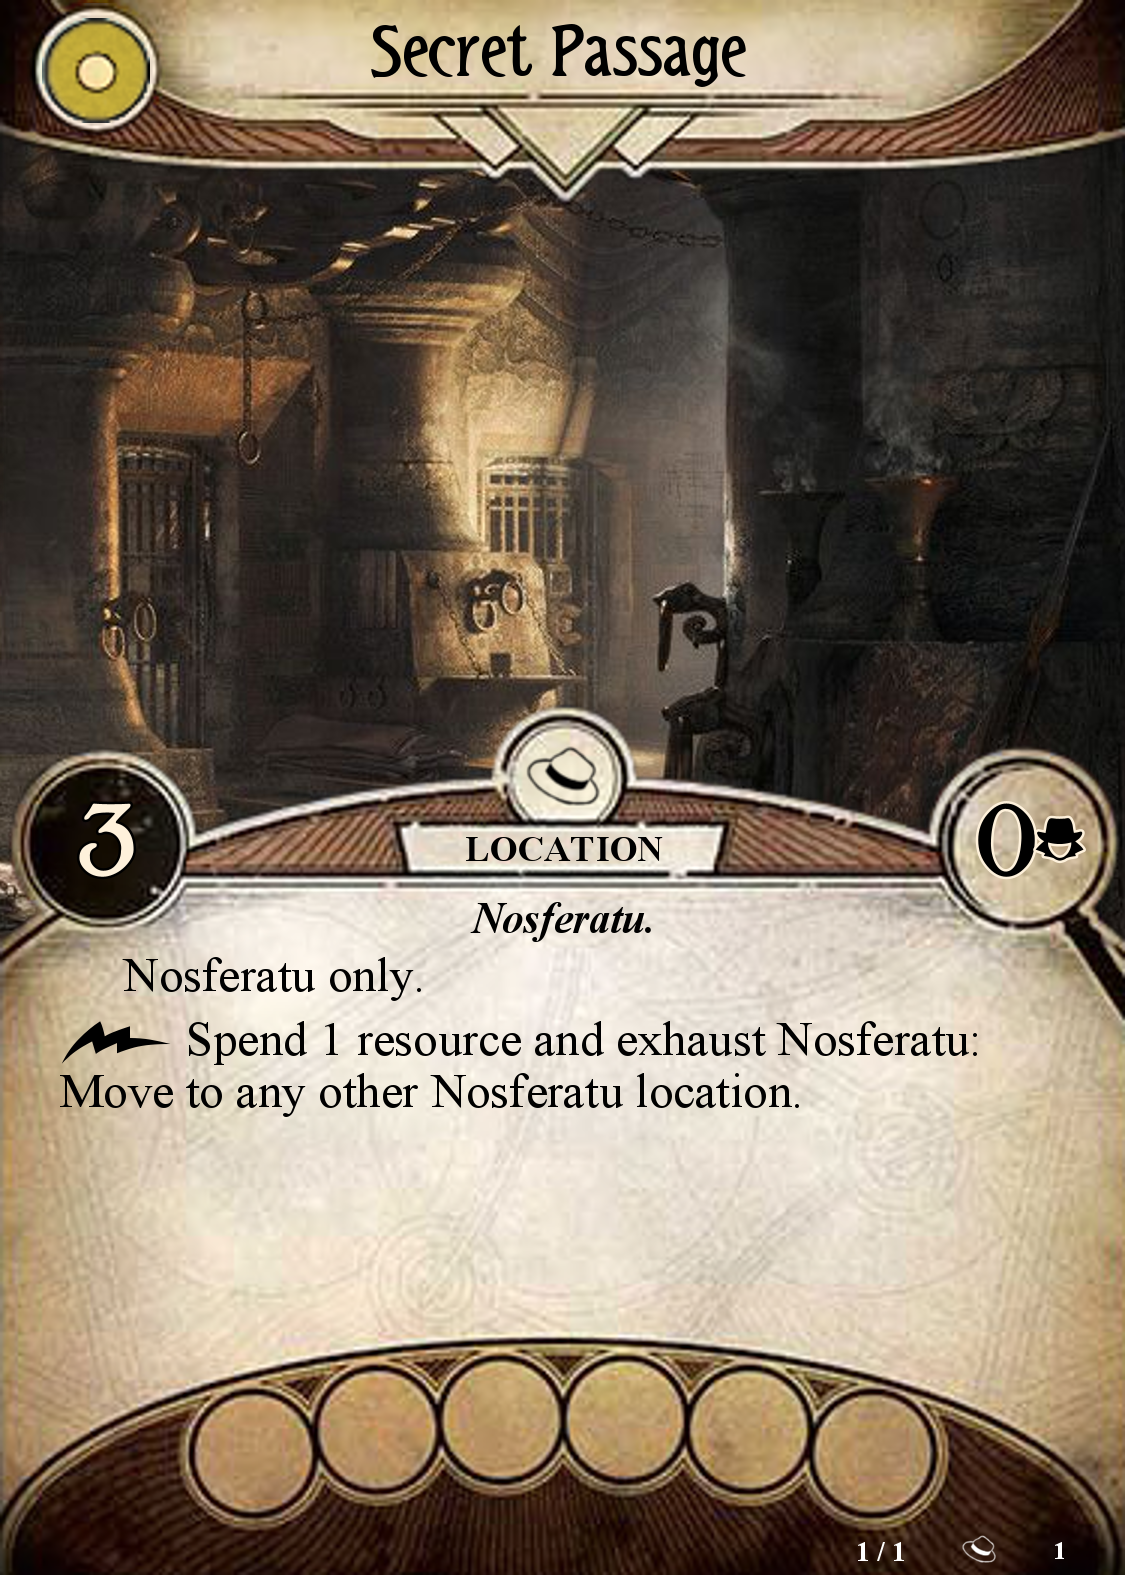 Secret Passage
3
0
LOCATION
Nosferatu.
Nosferatu only.
Spend 1 resource and exhaust Nosferatu:
Move to any other Nosferatu location.
1 / 1
1